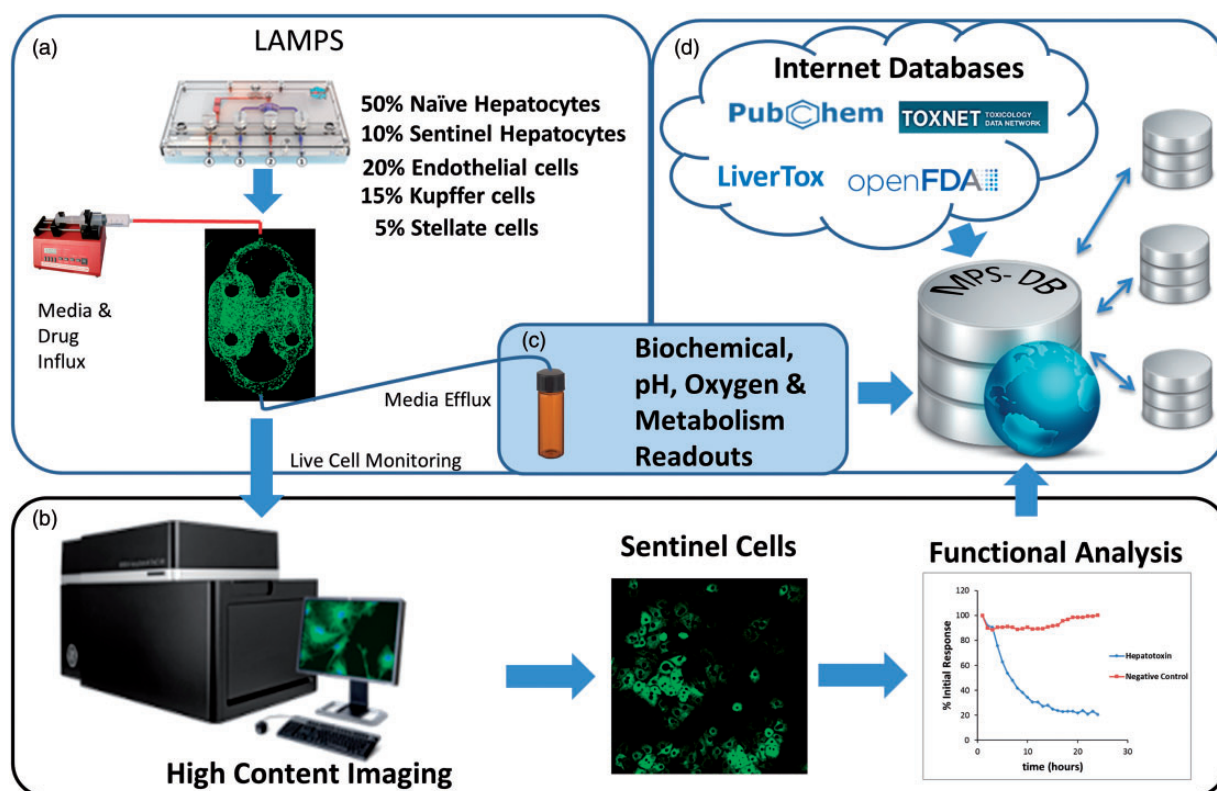 (a)
LAMPS
50% Naïve Hepatocytes
10% Sentinel Hepatocytes
20% Endothelial cells
15% Kupffer cells
5% Stellate cells
Media &
Drug
Influx
Media Efflux
Live Cell Monitoring
(c)
Biochemical,
pH, Oxygen &
Metabolism
Readouts
(d)
Internet Databases
PubChem
TOXNET TOXICOLOGY
DATA NETWORK
LiverTox
openFDA
MPS- DB
(b)
High Content Imaging
Sentinel Cells
Functional Analysis
% Initial Response
120
100
80
60
40
20
0
0
10
20
30
time (hours)
Hepatotoxin
Negative Control